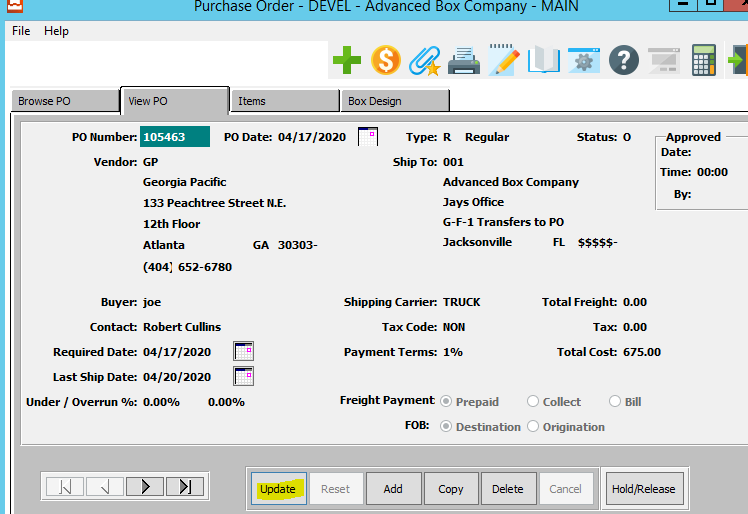 Purchase Order - DEVEL - Advanced Box Company - MAIN
File Help
Browse PO View PO Items Box Design
PO Number: 105463 PO Date: 04/17/2020 Type: R Regular Status: O Approved
Date:
Vendor: GP Ship To: 001
Time: 00:00
Georgia Pacific Advanced Box Company
By:
133 Peachtree Street N.E. Jays Office
12th Floor G-F-1 Transfers to PO
Atlanta GA 30303- Jacksonville FL $$$$$-
(404) 652-6780
Buyer: joe Shipping Carrier: TRUCK Total Freight: 0.00
Contact: Robert Cullins Tax Code: NON Tax: 0.00
Required Date: 04/17/2020 Payment Terms: 1% Total Cost: 675.00
Last Ship Date: 04/20/2020
Under / Overrun %: 0.00% 0.00% Freight Payment Prepaid Collect Bill
FOB: Destination Origination
Update Reset Add Copy Delete Cancel Hold/Release